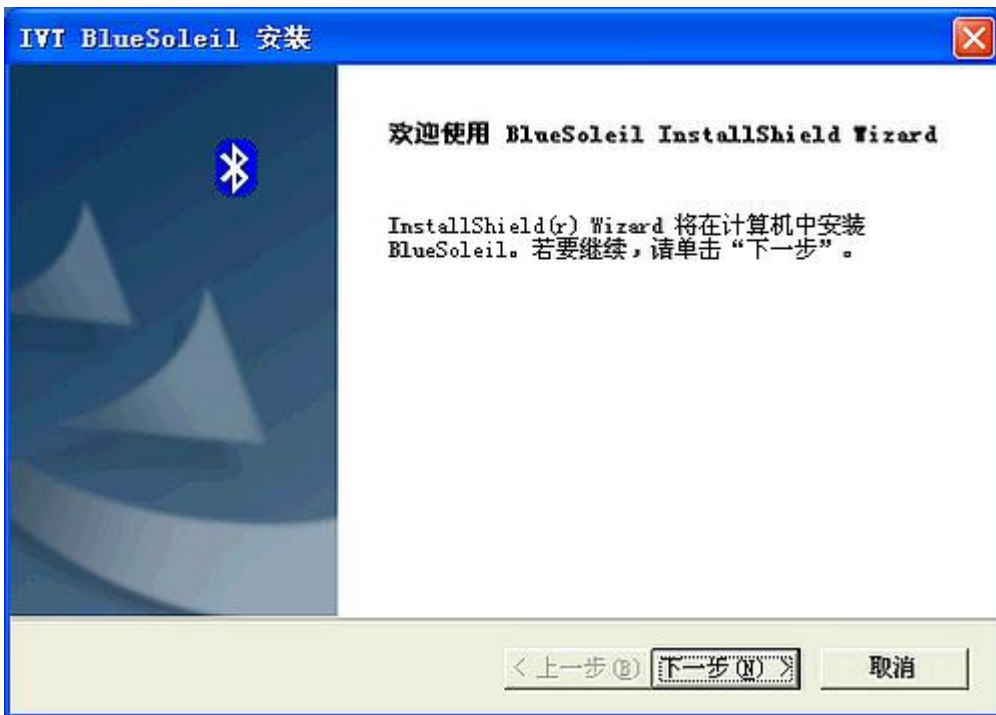 IVT BlueSoleil 安装
欢迎使用 BlueSoleil InstallShield Wizard
InstallShield(r) Wizard 将在计算机中安装
BlueSoleil。若要继续，请单击“下一步”。
< 上一步(B) 下一步(N) > 取消